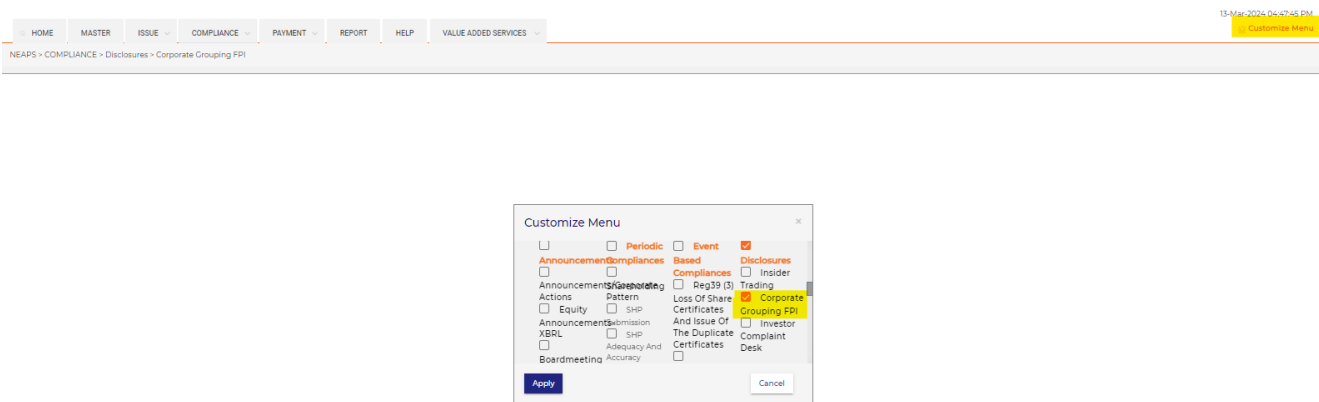 13-Mar-2024 04:47:45 PM
HOME MASTER ISSUE COMPLIANCE PAYMENT REPORT HELP VALUE ADDED SERVICES Customize Menu
NEAPS > COMPLIANCE > Disclosures > Corporate Grouping FPI
Customize Menu ×
Announcements
Announcements/Corporate
Actions
Equity
Announcements-
XBRL
Boardmeeting
Periodic
Compliances
Shareholding
Pattern
SHP
Submission
SHP
Adequacy And
Accuracy
Event
Based
Compliances
Reg39 (3)
Loss Of Share
Certificates
And Issue Of
The Duplicate
Certificates
Disclosures
Insider
Trading
Corporate
Grouping FPI
Investor
Complaint
Desk
Apply Cancel